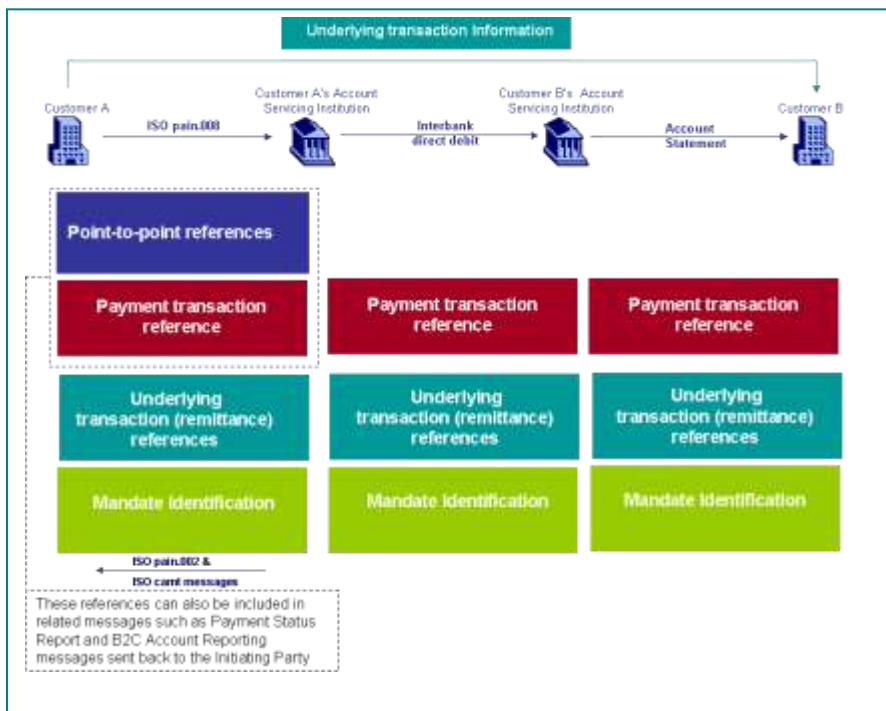 Underlying transaction Information
Customer A
Customer A's Account
Servicing Institution
Customer B's Account
Servicing Institution
Customer B
ISO pain.008
Interbank
direct debit
Account
Statement
Point-to-point references
Payment transaction
reference
Payment transaction
reference
Payment transaction
reference
Underlying
transaction (remittance)
references
Underlying
transaction (remittance)
references
Underlying
transaction (remittance)
references
Mandate Identification
Mandate Identification
Mandate Identification
ISO pain.002 &
ISO camt messages
These references can also be included in
related messages such as Payment Status
Report and B2C Account Reporting
messages sent back to the Initiating Party